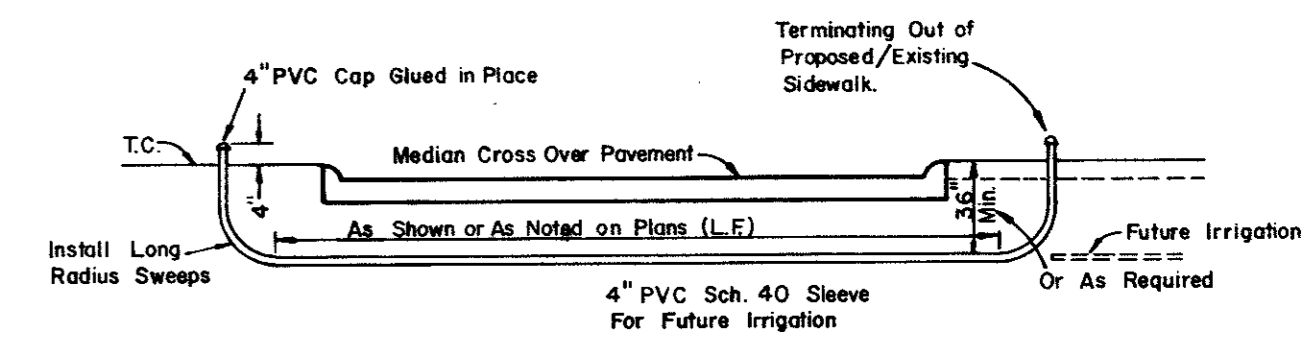 Terminating Out of
Proposed/Existing
Sidewalk.
4" PVC Cap Glued in Place
T.C.
Median Cross Over Pavement
4"
36"
Min.
As Shown or As Noted on Plans (L.F.)
Install Long
Radius Sweeps
Future Irrigation
Or As Required
4" PVC Sch. 40 Sleeve
For Future Irrigation